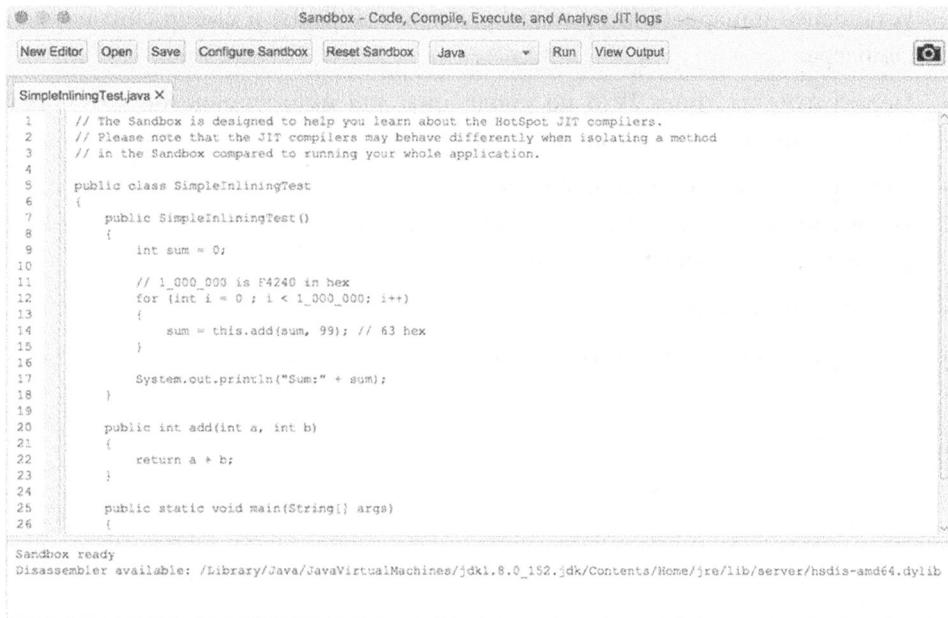 Sandbox - Code, Compile, Execute, and Analyse JIT logs
New Editor Open Save Configure Sandbox Reset Sandbox Java Run View Output
SimpleInliningTest.java ×
1 // The Sandbox is designed to help you learn about the HotSpot JIT compilers.
2 // Please note that the JIT compilers may behave differently when isolating a method
3 // in the Sandbox compared to running your whole application.
4
5 public class SimpleInliningTest
6 {
7 public SimpleInliningTest()
8 {
9 int sum = 0;
10
11 // 1_000_000 is F4240 in hex
12 for (int i = 0 ; i < 1_000_000; i++)
13 {
14 sum = this.add(sum, 99); // 63 hex
15 }
16
17 System.out.println("Sum:" + sum);
18 }
19
20 public int add(int a, int b)
21 {
22 return a + b;
23 }
24
25 public static void main(String[] args)
26 {
Sandbox ready
Disassembler available: /Library/Java/JavaVirtualMachines/jdk1.8.0_152.jdk/Contents/Home/jre/lib/server/hsdis-amd64.dylib